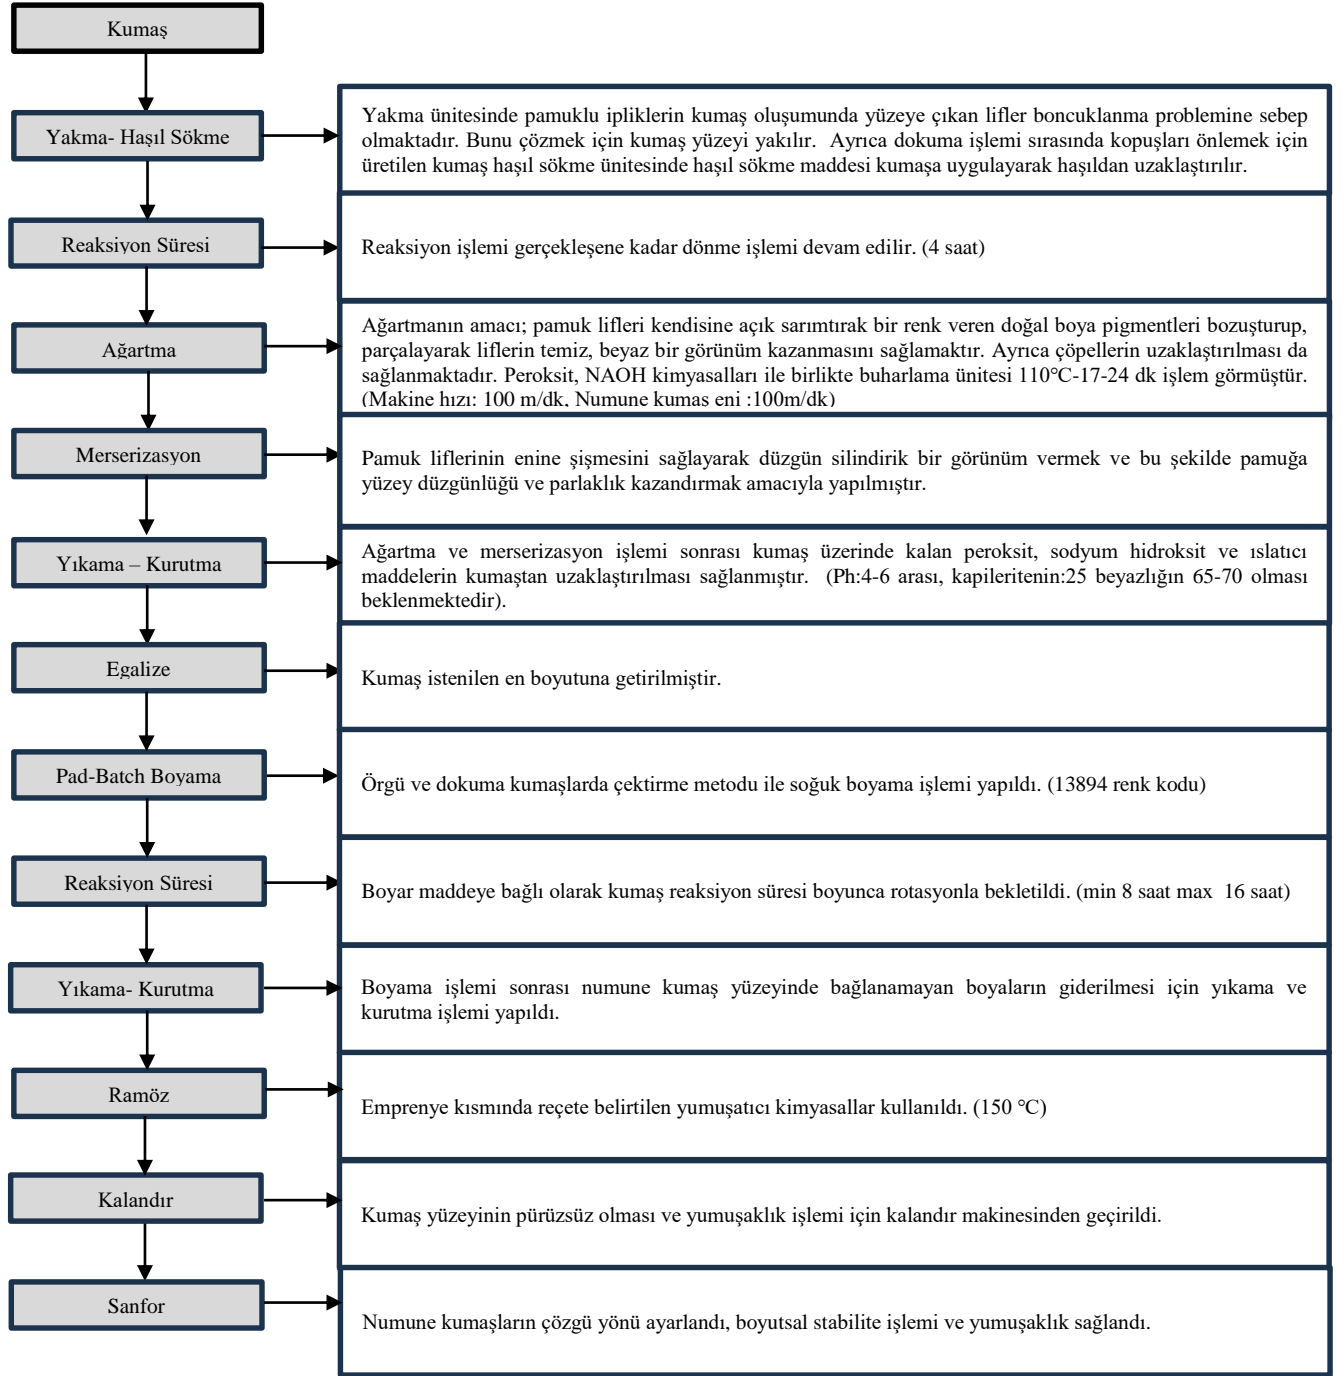 Kumaş
Yakma- Haşıl Sökme
Yakma ünitesinde pamuklu ipliklerin kumaş oluşumunda yüzeye çıkan lifler boncuklanma problemine sebep
olmaktadır. Bunu çözmek için kumaş yüzeyi yakılır. Ayrıca dokuma işlemi sırasında kopuşları önlemek için
üretilen kumaş haşıl sökme ünitesinde haşıl sökme maddesi kumaşa uygulayarak haşıldan uzaklaştırılır.
Reaksiyon Süresi
Reaksiyon işlemi gerçekleşene kadar dönme işlemi devam edilir. (4 saat)
Ağartma
Ağartmanın amacı; pamuk lifleri kendisine açık sarımtırak bir renk veren doğal boya pigmentleri bozuşturup,
parçalayarak liflerin temiz, beyaz bir görünüm kazanmasını sağlamaktır. Ayrıca çöpellerin uzaklaştırılması da
sağlanmaktadır. Peroksit, NAOH kimyasalları ile birlikte buharlama ünitesi 110°C-17-24 dk işlem görmüştür.
(Makine hızı: 100 m/dk, Numune kumaş eni :100m/dk)
Merserizasyon
Pamuk liflerinin enine şişmesini sağlayarak düzgün silindirik bir görünüm vermek ve bu şekilde pamuğa
yüzey düzgünlüğü ve parlaklık kazandırmak amacıyla yapılmıştır.
Yıkama – Kurutma
Ağartma ve merserizasyon işlemi sonrası kumaş üzerinde kalan peroksit, sodyum hidroksit ve ıslatıcı
maddelerin kumaştan uzaklaştırılması sağlanmıştır. (Ph:4-6 arası, kapileritenin:25 beyazlığın 65-70 olması
beklenmektedir).
Egalize
Kumaş istenilen en boyutuna getirilmiştir.
Pad-Batch Boyama
Örgü ve dokuma kumaşlarda çektirme metodu ile soğuk boyama işlemi yapıldı. (13894 renk kodu)
Reaksiyon Süresi
Boyar maddeye bağlı olarak kumaş reaksiyon süresi boyunca rotasyonla bekletildi. (min 8 saat max 16 saat)
Yıkama- Kurutma
Boyama işlemi sonrası numune kumaş yüzeyinde bağlanamayan boyaların giderilmesi için yıkama ve
kurutma işlemi yapıldı.
Ramöz
Emprenye kısmında reçete belirtilen yumuşatıcı kimyasallar kullanıldı. (150 °C)
Kalandır
Kumaş yüzeyinin pürüzsüz olması ve yumuşaklık işlemi için kalandır makinesinden geçirildi.
Sanfor
Numune kumaşların çözgü yönü ayarlandı, boyutsal stabilite işlemi ve yumuşaklık sağlandı.